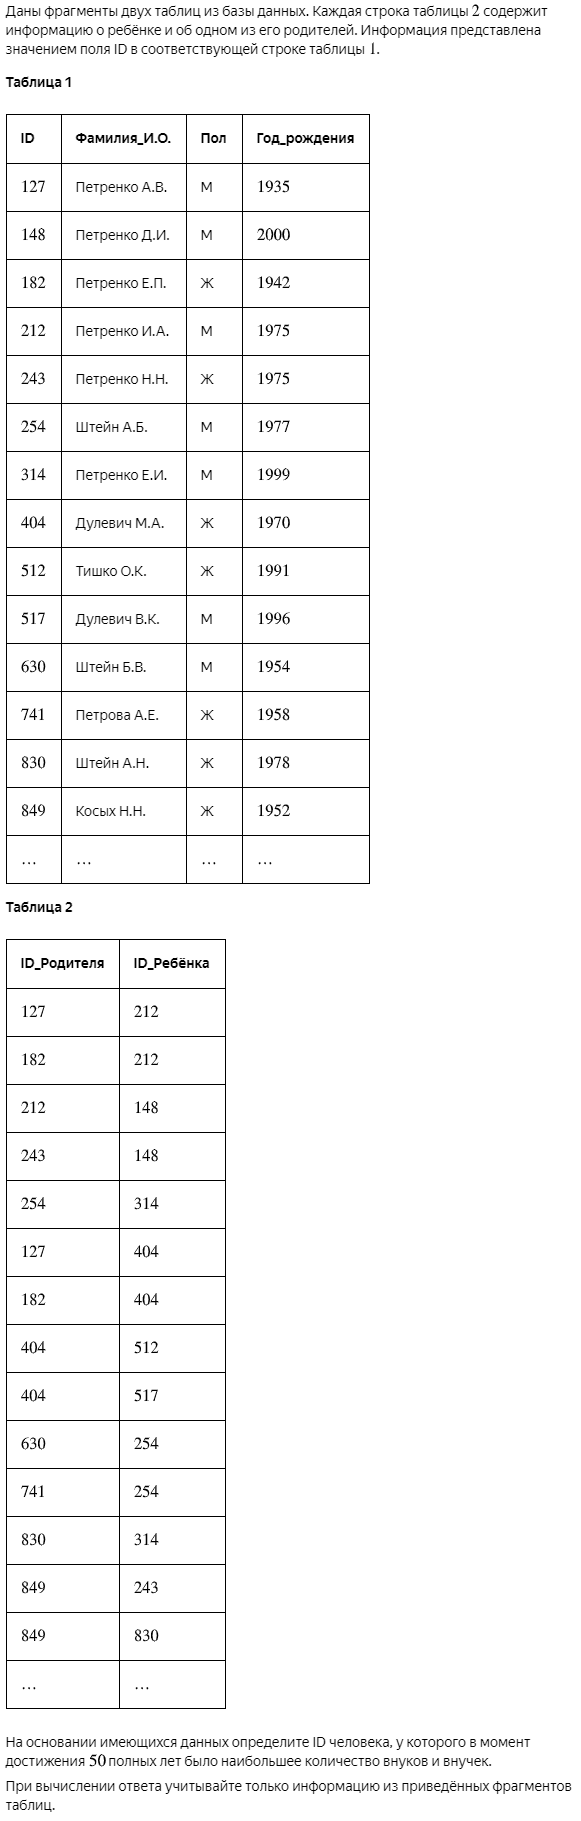 Даны фрагменты двух таблиц из базы данных. Каждая строка таблицы 2 содержит
информацию о ребёнке и об одном из его родителей. Информация представлена
значением поля ID в соответствующей строке таблицы 1.
Таблица 1
ID Фамилия_И.О. Пол Год_рождения
127 Петренко А.В. М 1935
148 Петренко Д.И. М 2000
182 Петренко Е.П. Ж 1942
212 Петренко И.А. М 1975
243 Петренко Н.Н. Ж 1975
254 Штейн А.Б. М 1977
314 Петренко Е.И. М 1999
404 Дулевич М.А. Ж 1970
512 Тишко О.К. Ж 1991
517 Дулевич В.К. М 1996
630 Штейн Б.В. М 1954
741 Петрова А.Е. Ж 1958
830 Штейн А.Н. Ж 1978
849 Косых Н.Н. Ж 1952
... ... ... ...
Таблица 2
ID_Родителя ID_Ребёнка
127 212
182 212
212 148
243 148
254 314
127 404
182 404
404 512
404 517
630 254
741 254
830 314
849 243
849 830
... ...
На основании имеющихся данных определите ID человека, у которого в момент
достижения 50 полных лет было наибольшее количество внуков и внучек.
При вычислении ответа учитывайте только информацию из приведённых фрагментов
таблиц.